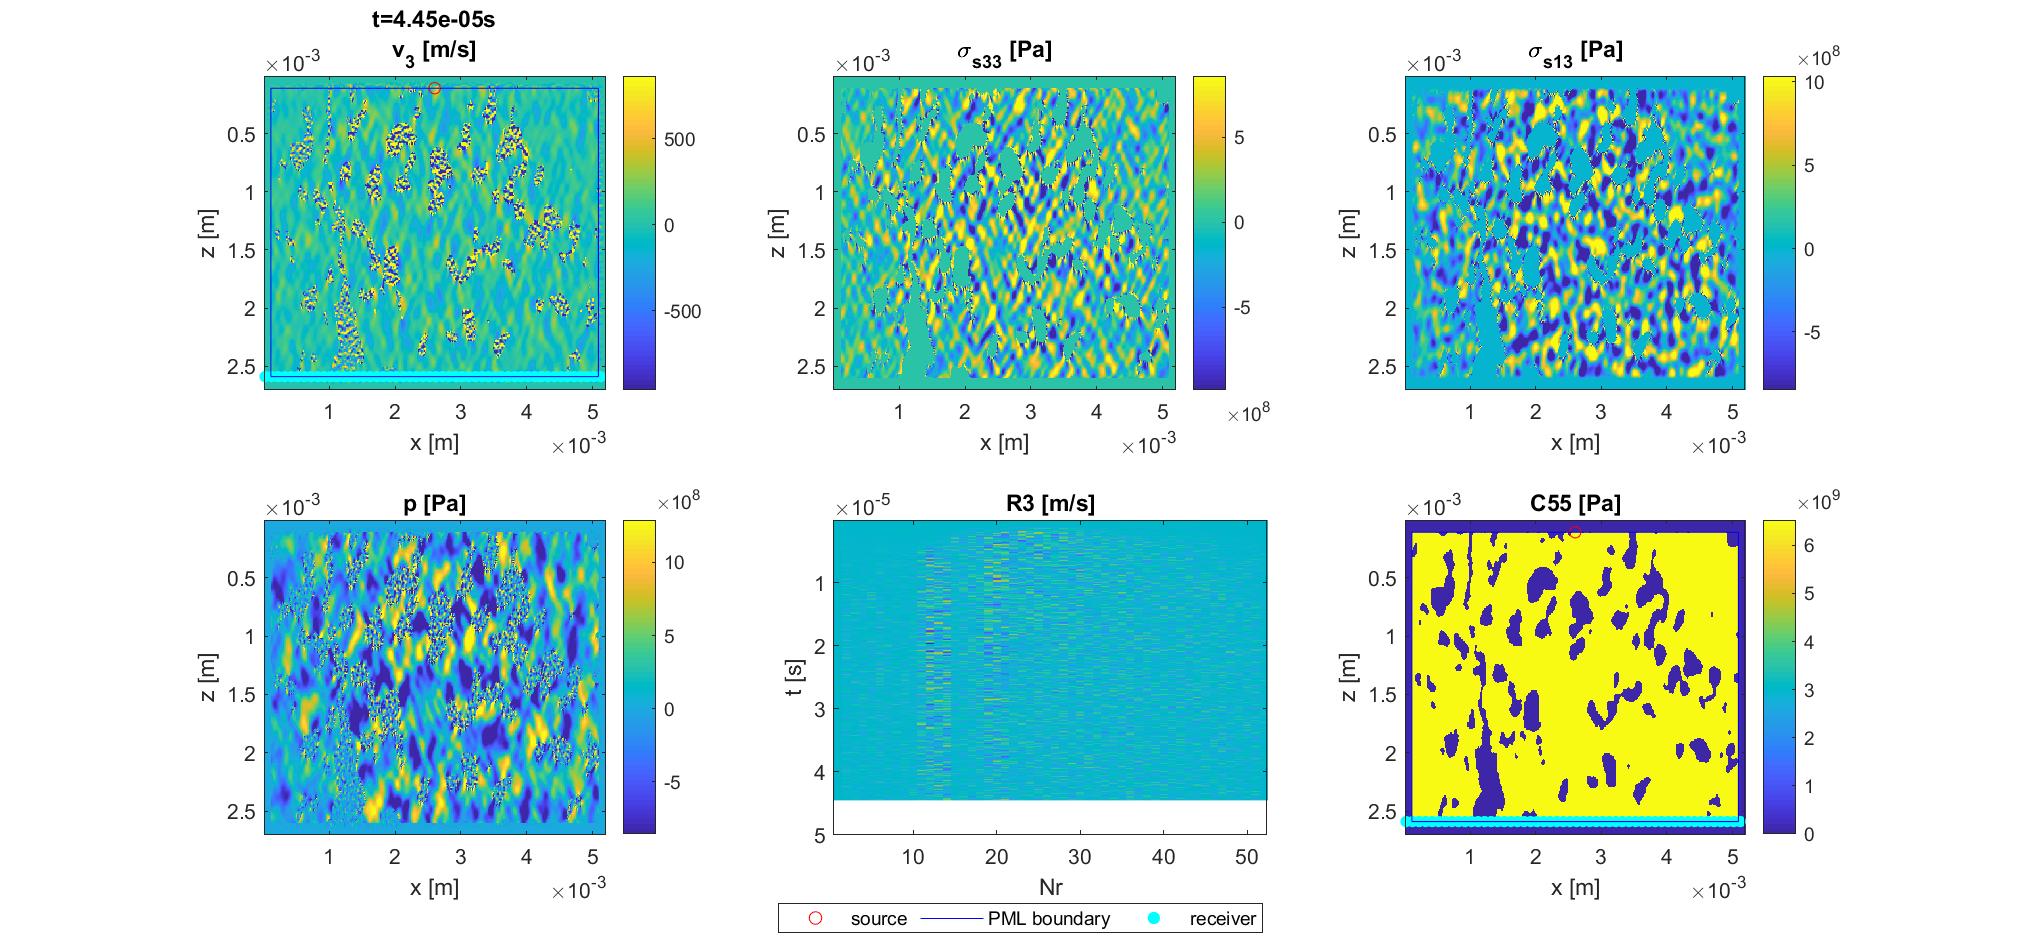 t=4.45e-05s
v3 [m/s]
×10-3
0.5
1
1.5
2
2.5
z [m]
1 2 3 4 5
x [m]
×10-3
500
0
-500
σs33 [Pa]
×10-3
0.5
1
1.5
2
2.5
z [m]
1 2 3 4 5
x [m]
×10-3
5
0
-5
×108
σs13 [Pa]
×10-3
×108
0.5
1
1.5
2
2.5
z [m]
1 2 3 4 5
x [m]
×10-3
10
5
0
-5
p [Pa]
×10-3
×108
0.5
1
1.5
2
2.5
z [m]
1 2 3 4 5
x [m]
×10-3
10
5
0
-5
R3 [m/s]
×10-5
1
2
3
4
5
t [s]
10 20 30 40 50
Nr
C55 [Pa]
×10-3
×109
0.5
1
1.5
2
2.5
z [m]
1 2 3 4 5
x [m]
×10-3
6
5
4
3
2
1
0
source PML boundary receiver